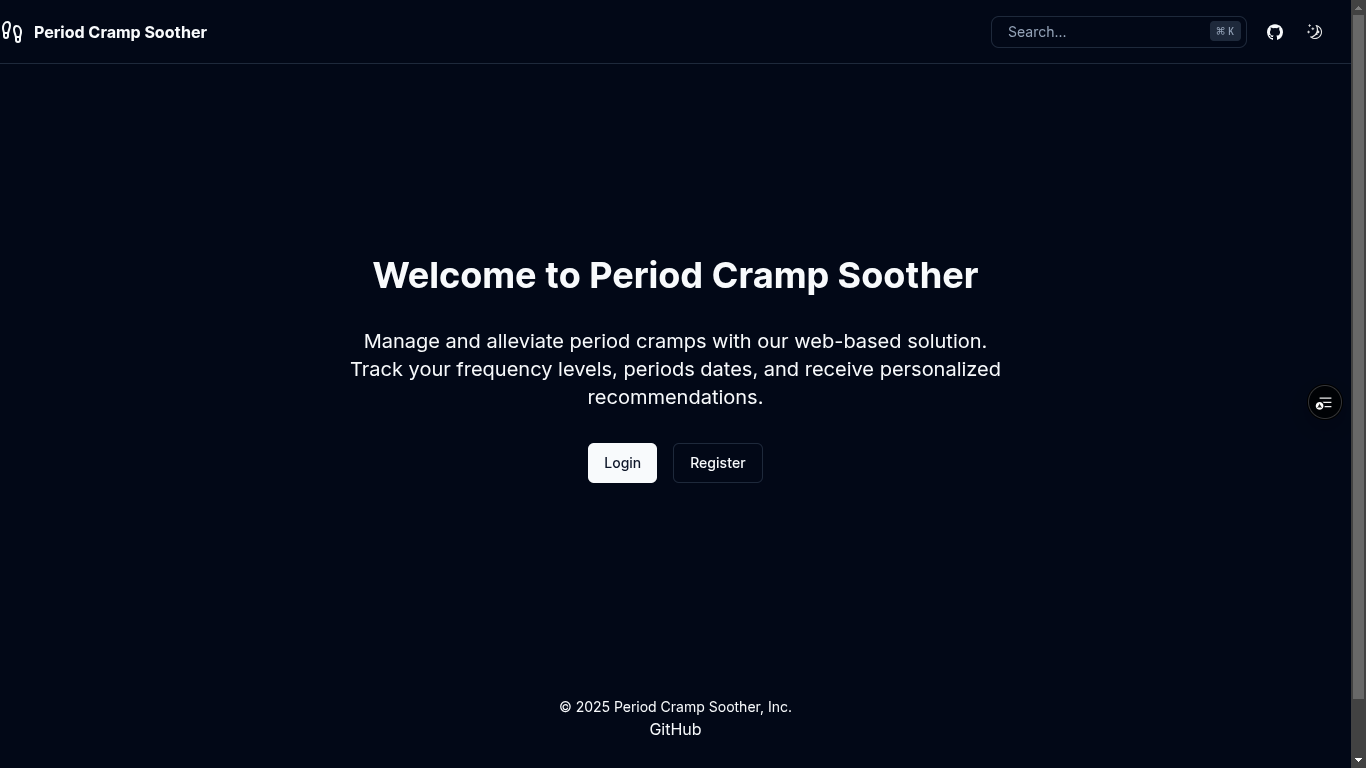 Period Cramp Soother
Search...
⌘ K
Welcome to Period Cramp Soother
Manage and alleviate period cramps with our web-based solution.
Track your frequency levels, periods dates, and receive personalized
recommendations.
Login
Register
© 2025 Period Cramp Soother, Inc.
GitHub